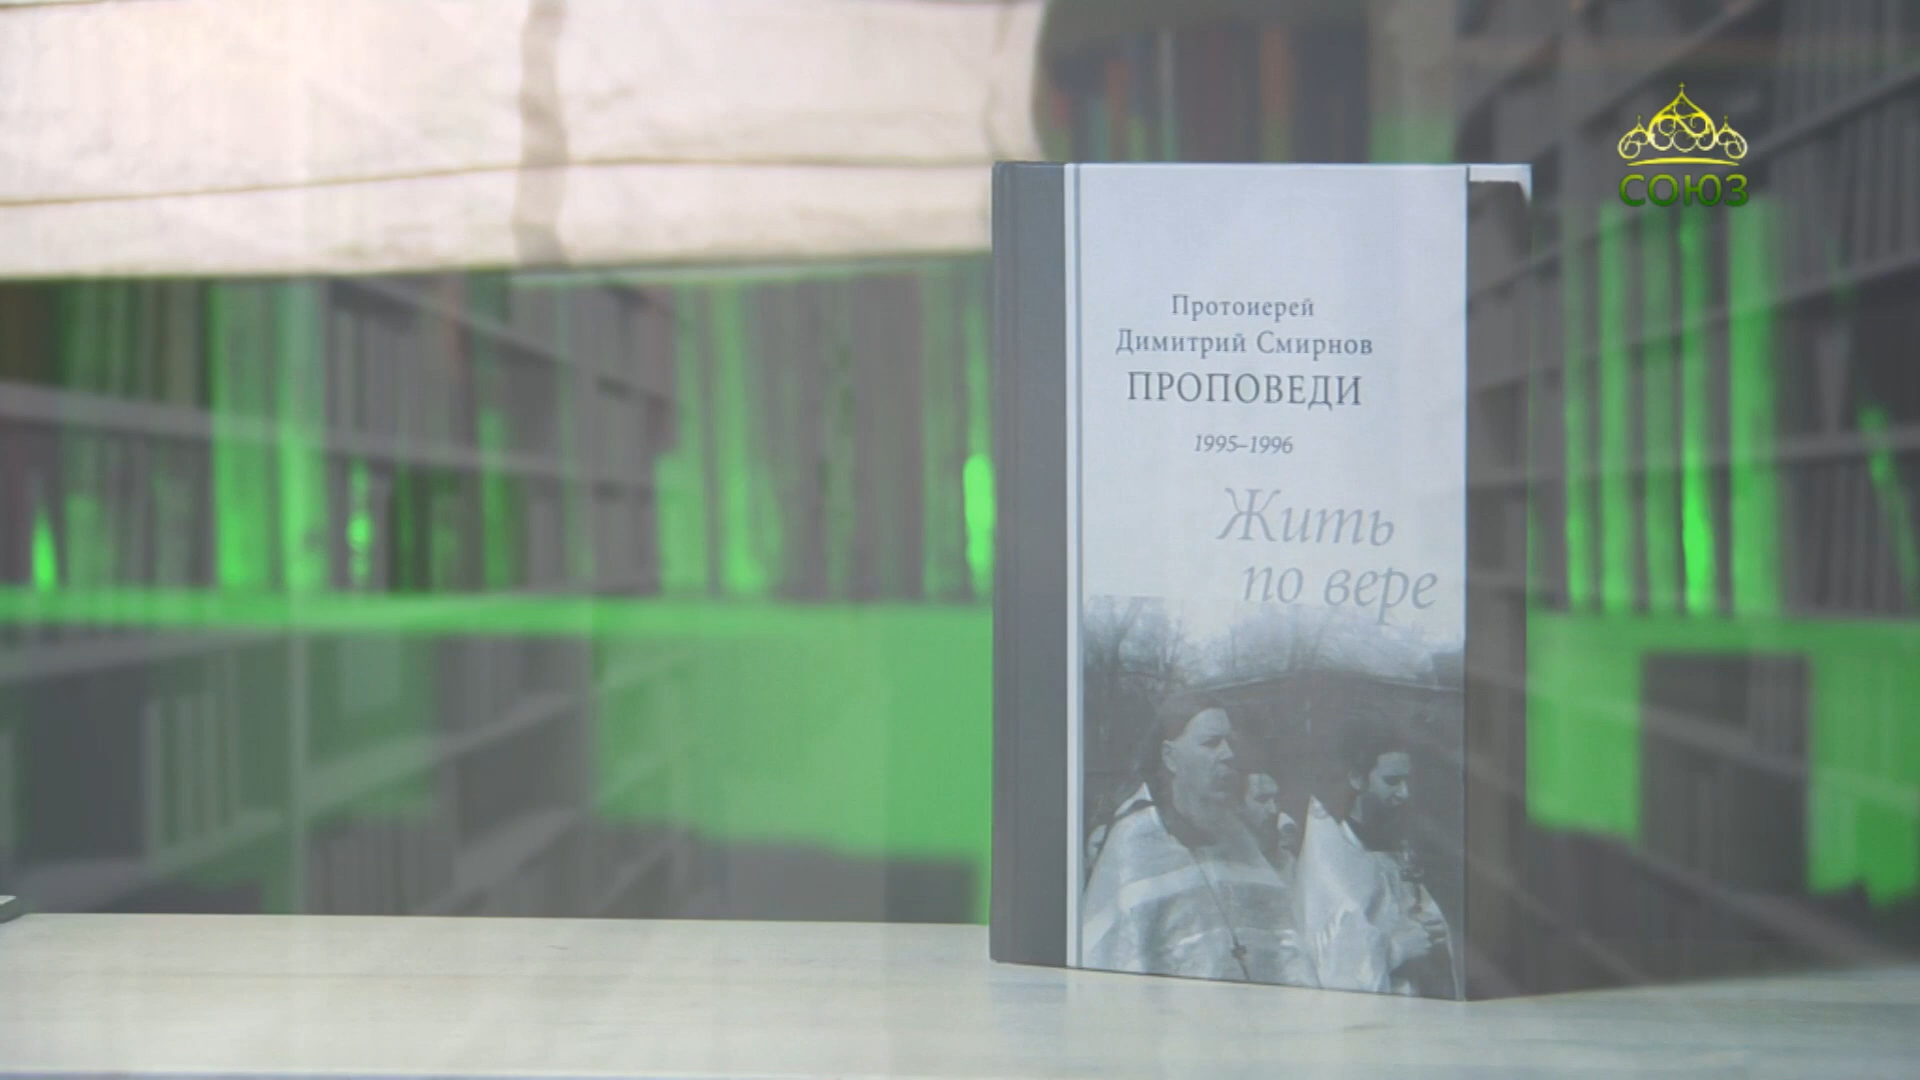 СОЮЗ
Протоиерей
Димитрий Смирнов
ПРОПОВЕДИ
1995–1996
Жить
по вере